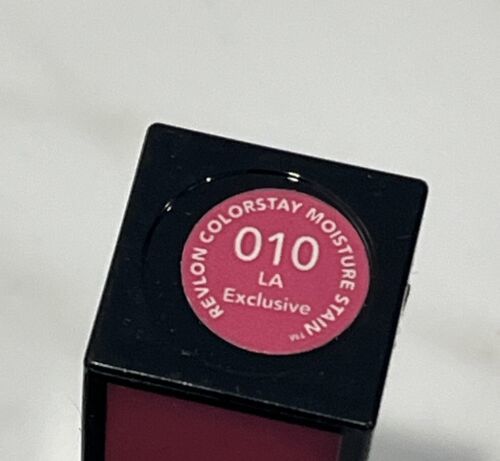 REVLON COLORSTAY MOISTURE STAIN™
010
LA
Exclusive